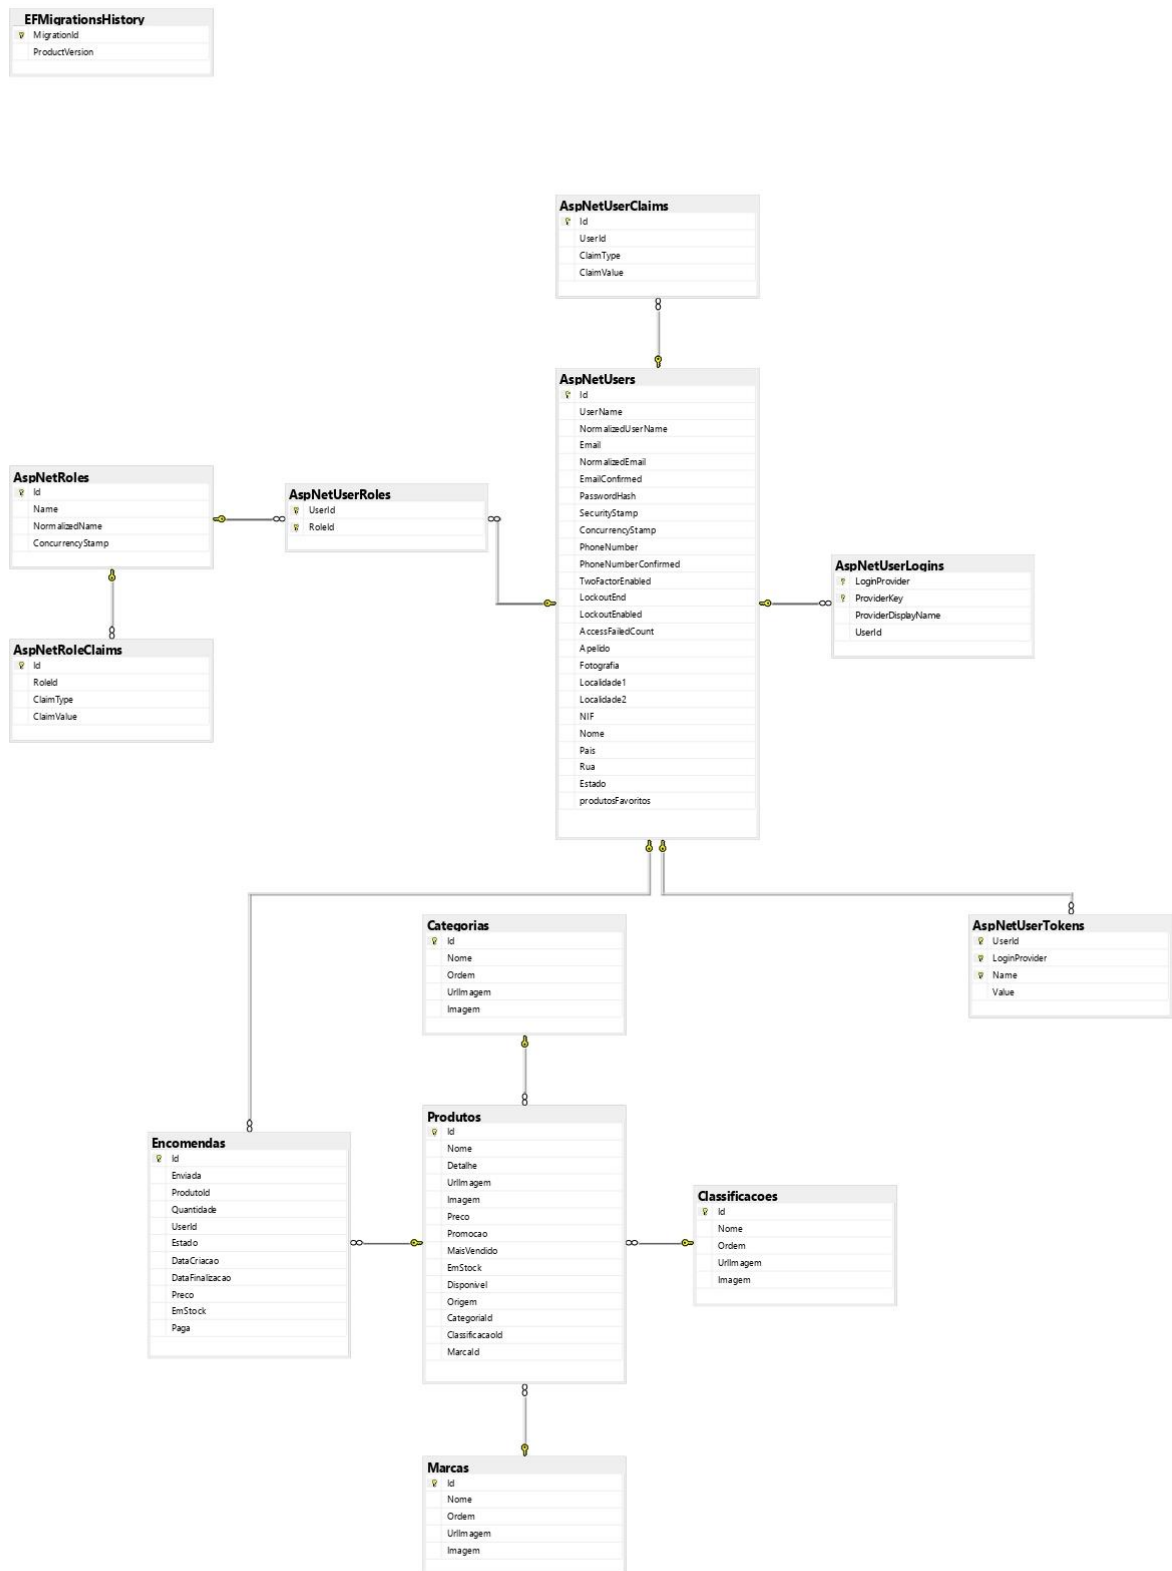 EFMigrationsHistory
MigrationId
ProductVersion
AspNetUserClaims
Id
UserId
ClaimType
ClaimValue
AspNetUsers
Id
UserName
NormalizedUserName
Email
NormalizedEmail
EmailConfirmed
PasswordHash
SecurityStamp
ConcurrencyStamp
PhoneNumber
PhoneNumberConfirmed
TwoFactorEnabled
LockoutEnd
LockoutEnabled
AccessFailedCount
Apelido
Fotografia
Localidade1
Localidade2
NIF
Nome
Pais
Rua
Estado
produtosFavoritos
AspNetRoles
Id
Name
NormalizedName
ConcurrencyStamp
AspNetUserRoles
UserId
RoleId
AspNetUserLogins
LoginProvider
ProviderKey
ProviderDisplayName
UserId
AspNetRoleClaims
Id
RoleId
ClaimType
ClaimValue
Categorias
Id
Nome
Ordem
UrlImagem
Imagem
AspNetUserTokens
UserId
LoginProvider
Name
Value
Encomendas
Id
Enviada
ProdutoId
Quantidade
UserId
Estado
DataCriacao
DataFinalizacao
Preco
EmStock
Paga
Produtos
Id
Nome
Detalhe
UrlImagem
Imagem
Preco
Promocao
MaisVendido
EmStock
Disponivel
Origem
CategoriaId
ClassificacaoId
MarcaId
Classificacoes
Id
Nome
Ordem
UrlImagem
Imagem
Marcas
Id
Nome
Ordem
UrlImagem
Imagem